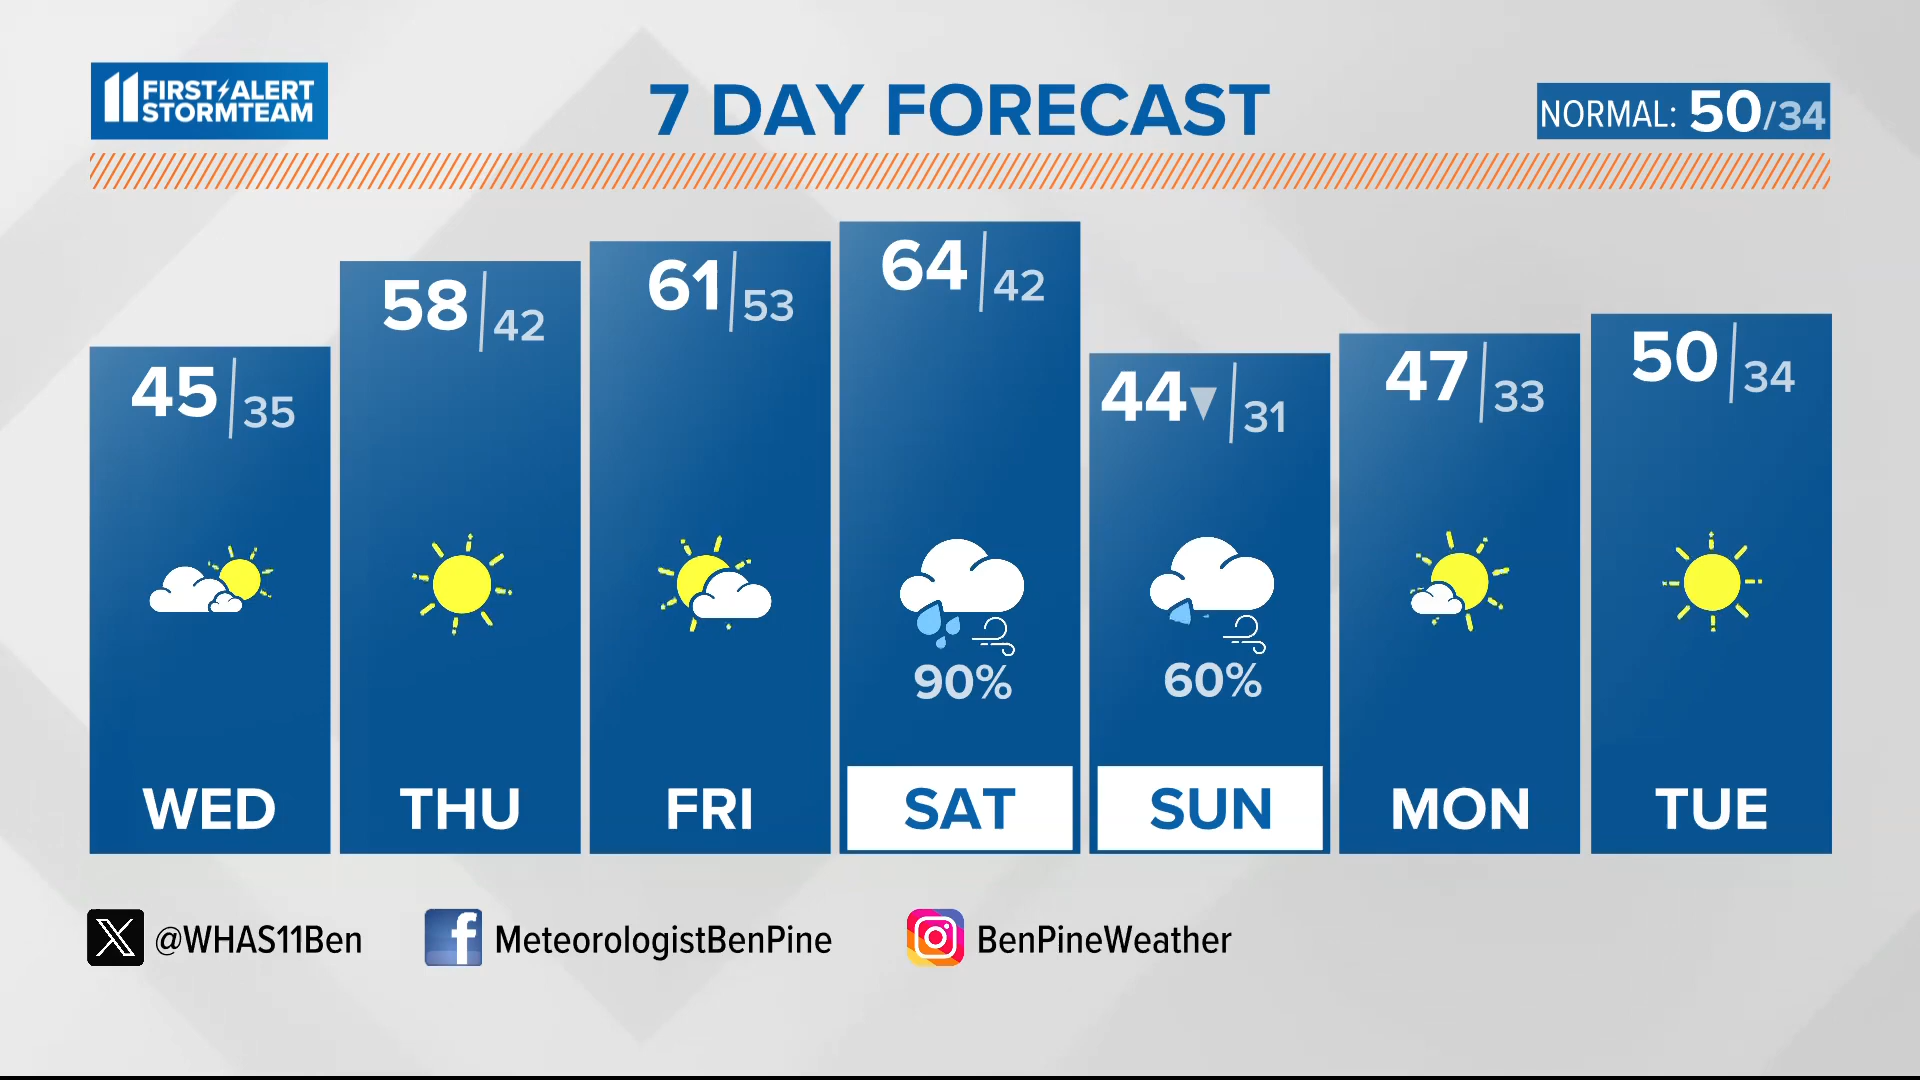 FIRST ALERT
STORMTEAM
7 DAY FORECAST
NORMAL: 50/34
45/35
58/42
61/53
64/42
44/31
47/33
50/34
90%
60%
WED
THU
FRI
SAT
SUN
MON
TUE
@WHAS11Ben
MeteorologistBenPine
BenPineWeather